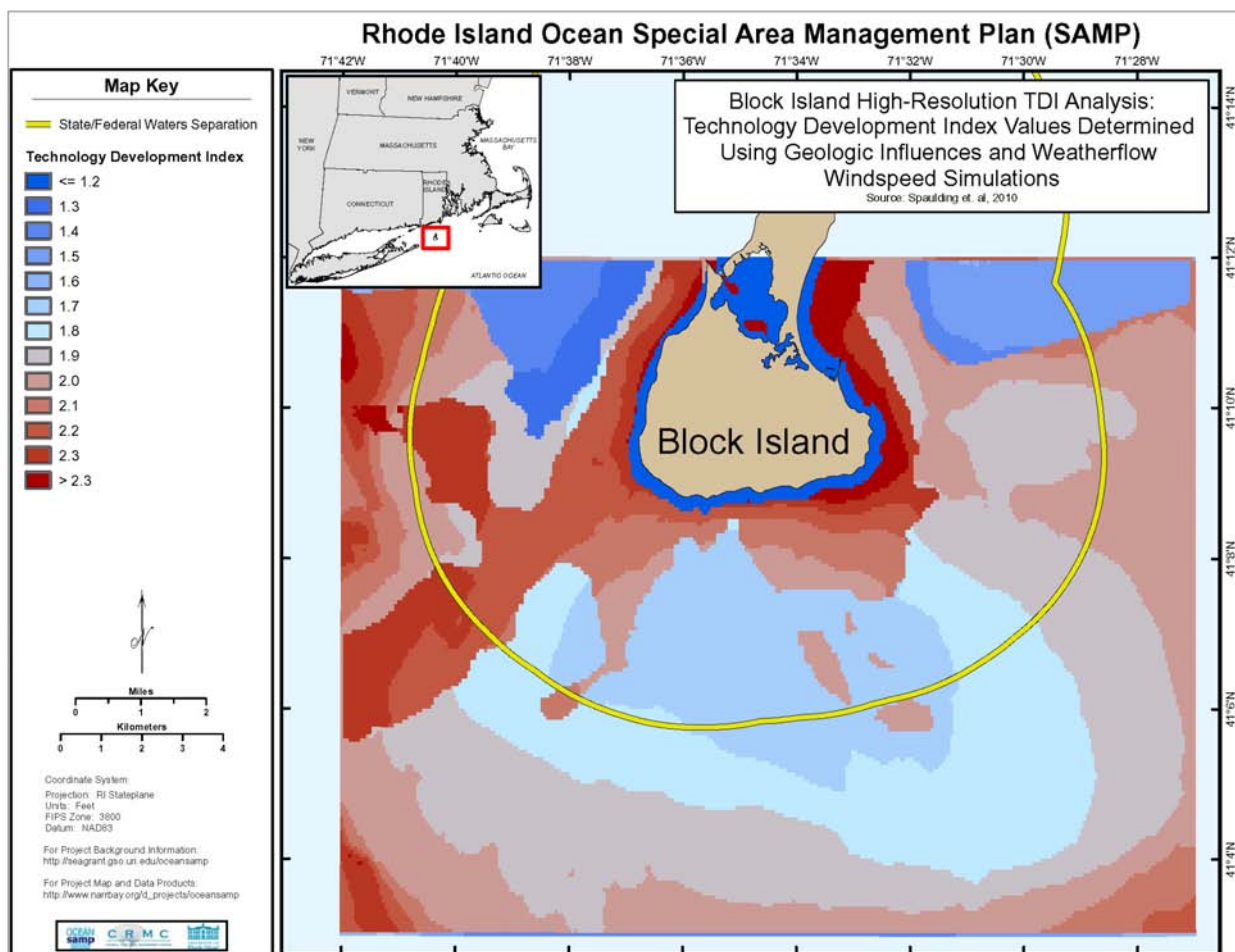 Rhode Island Ocean Special Area Management Plan (SAMP)
Map Key
State/Federal Waters Separation
Technology Development Index
<= 1.2
1.3
1.4
1.5
1.6
1.7
1.8
1.9
2.0
2.1
2.2
2.3
> 2.3
N
Miles
0 1 2
Kilometers
0 1 2 3 4
Coordinate System:
Projection: RI Stateplane
Units: Feet
FIPS Zone: 3800
Datum: NAD83
For Project Background Information:
http://seagrant.gso.uri.edu/oceansamp
For Project Map and Data Products:
http://www.narrbay.org/d_projects/oceansamp
OCEAN
samp
C R M C
71°42'W 71°40'W 71°38'W 71°36'W 71°34'W 71°32'W 71°30'W 71°28'W
VERMONT
NEW HAMPSHIRE
NEW
YORK
MASSACHUSETTS
MASSACHUSETTS
BAY
CONNECTICUT
RHODE
ISLAND
ATLANTIC OCEAN
Block Island High-Resolution TDI Analysis:
Technology Development Index Values Determined
Using Geologic Influences and Weatherflow
Windspeed Simulations
Source: Spaulding et. al, 2010
Block Island
41°14'N
41°12'N
41°10'N
41°8'N
41°6'N
41°4'N